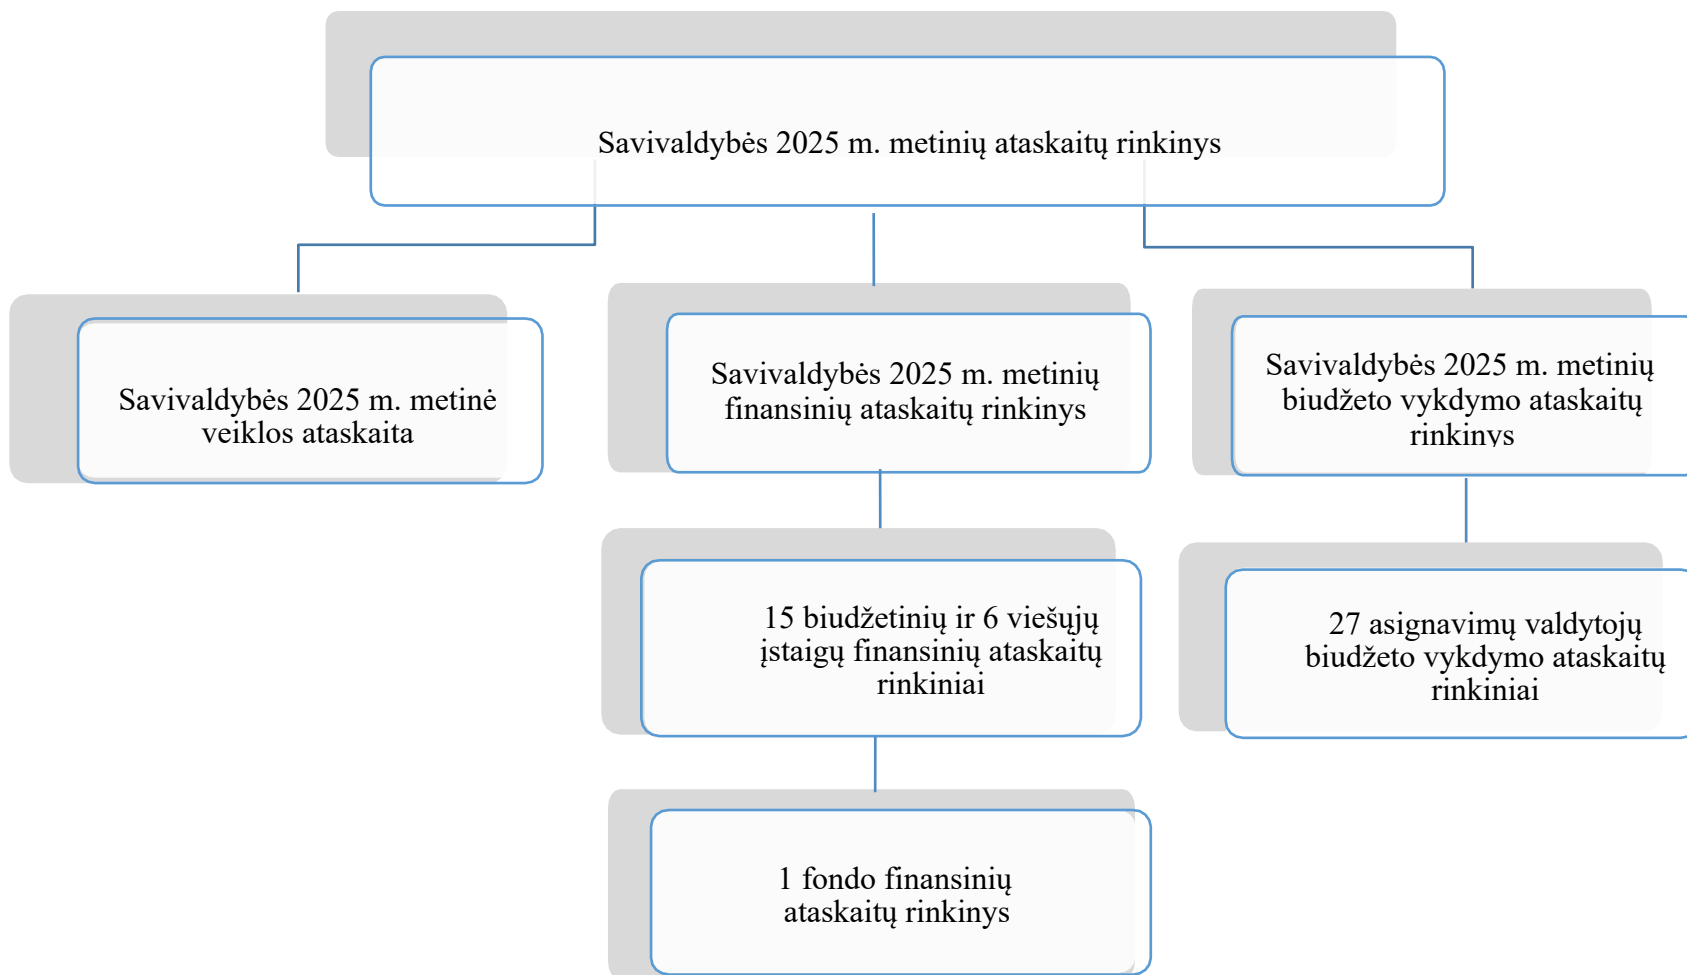 Savivaldybės 2025 m. metinių ataskaitų rinkinys
Savivaldybės 2025 m. metinė
veiklos ataskaita
Savivaldybės 2025 m. metinių
finansinių ataskaitų rinkinys
Savivaldybės 2025 m. metinių
biudžeto vykdymo ataskaitų
rinkinys
15 biudžetinių ir 6 viešųjų
įstaigų finansinių ataskaitų
rinkiniai
27 asignavimų valdytojų
biudžeto vykdymo ataskaitų
rinkiniai
1 fondo finansinių
ataskaitų rinkinys